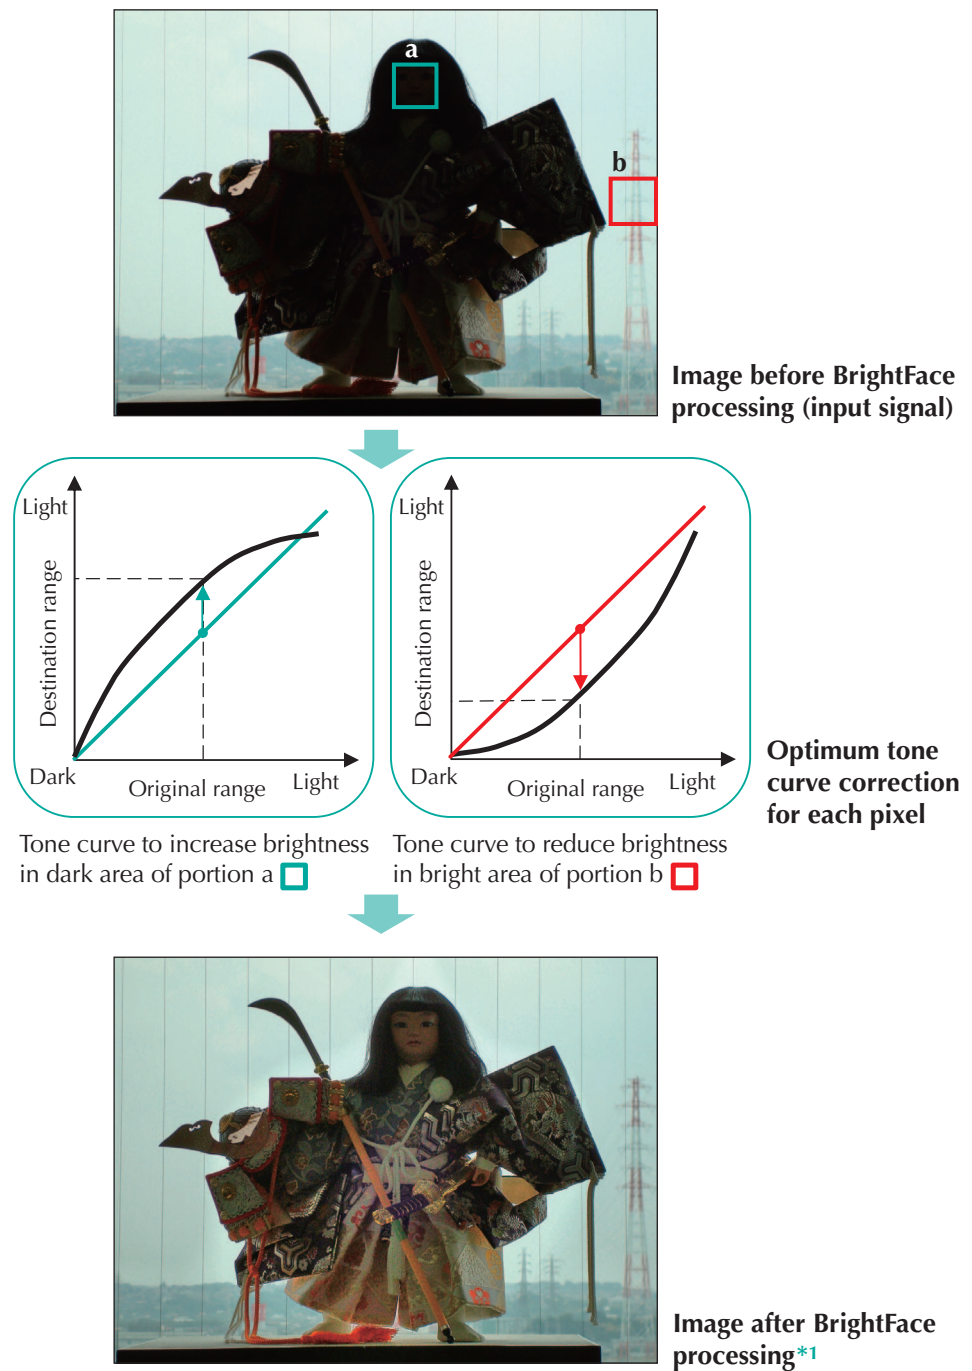 a
b
Image before BrightFace
processing (input signal)
Light
Destination range
Dark
Original range
Light
Light
Destination range
Dark
Original range
Light
Optimum tone
curve correction
for each pixel
Tone curve to increase brightness
in dark area of portion a
Tone curve to reduce brightness
in bright area of portion b
Image after BrightFace
processing*1